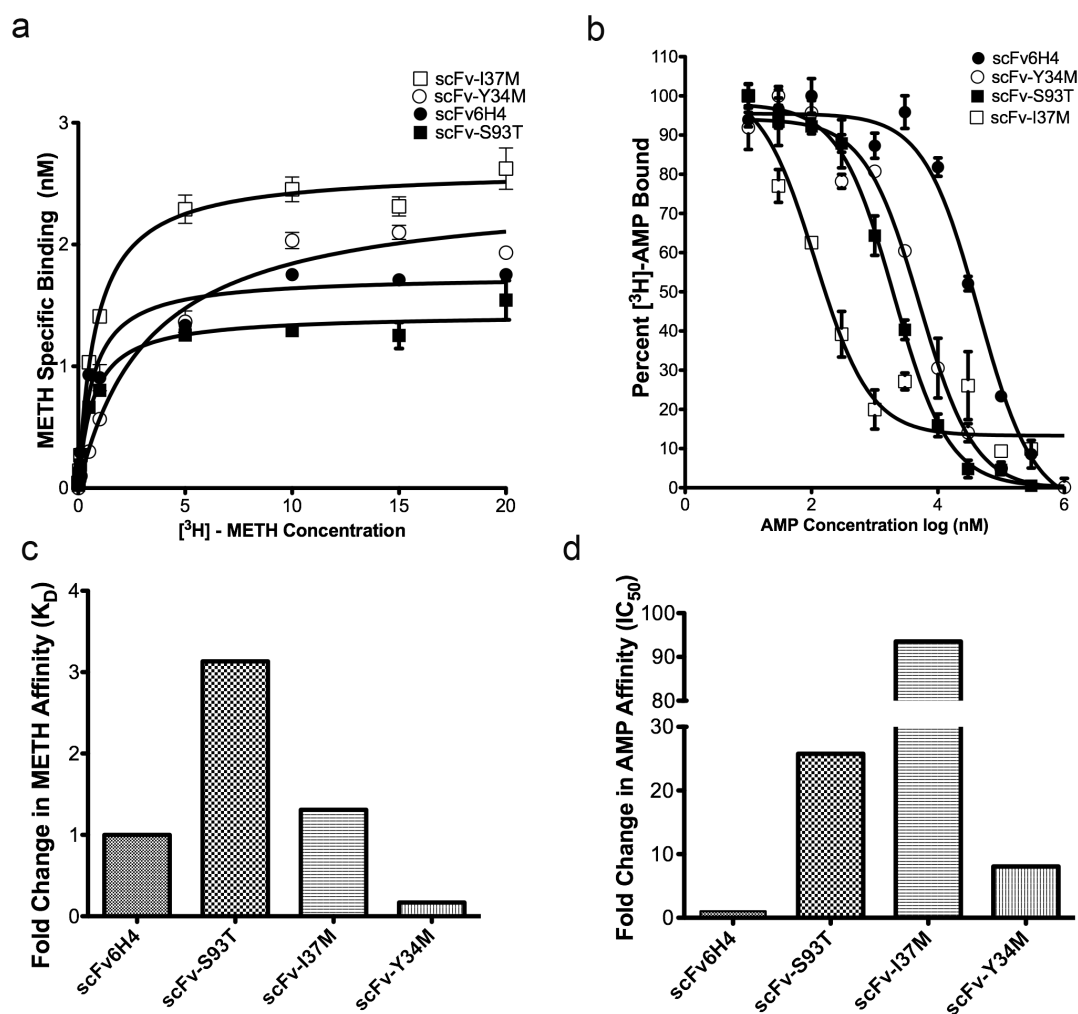 a
scFv-I37M
scFv-Y34M
scFv6H4
scFv-S93T
METH Specific Binding (nM)
3
2
1
0
0
5
10
15
20
[³H] - METH Concentration
b
scFv6H4
scFv-Y34M
scFv-S93T
scFv-I37M
Percent [³H]-AMP Bound
110
100
90
80
70
60
50
40
30
20
10
0
0
2
3
4
5
6
AMP Concentration log (nM)
c
Fold Change in METH Affinity (K_D)
4
3
2
1
0
scFv6H4
scFv-S93T
scFv-I37M
scFv-Y34M
d
Fold Change in AMP Affinity (IC₅₀)
100
90
80
30
20
10
0
scFv6H4
scFv-S93T
scFv-I37M
scFv-Y34M